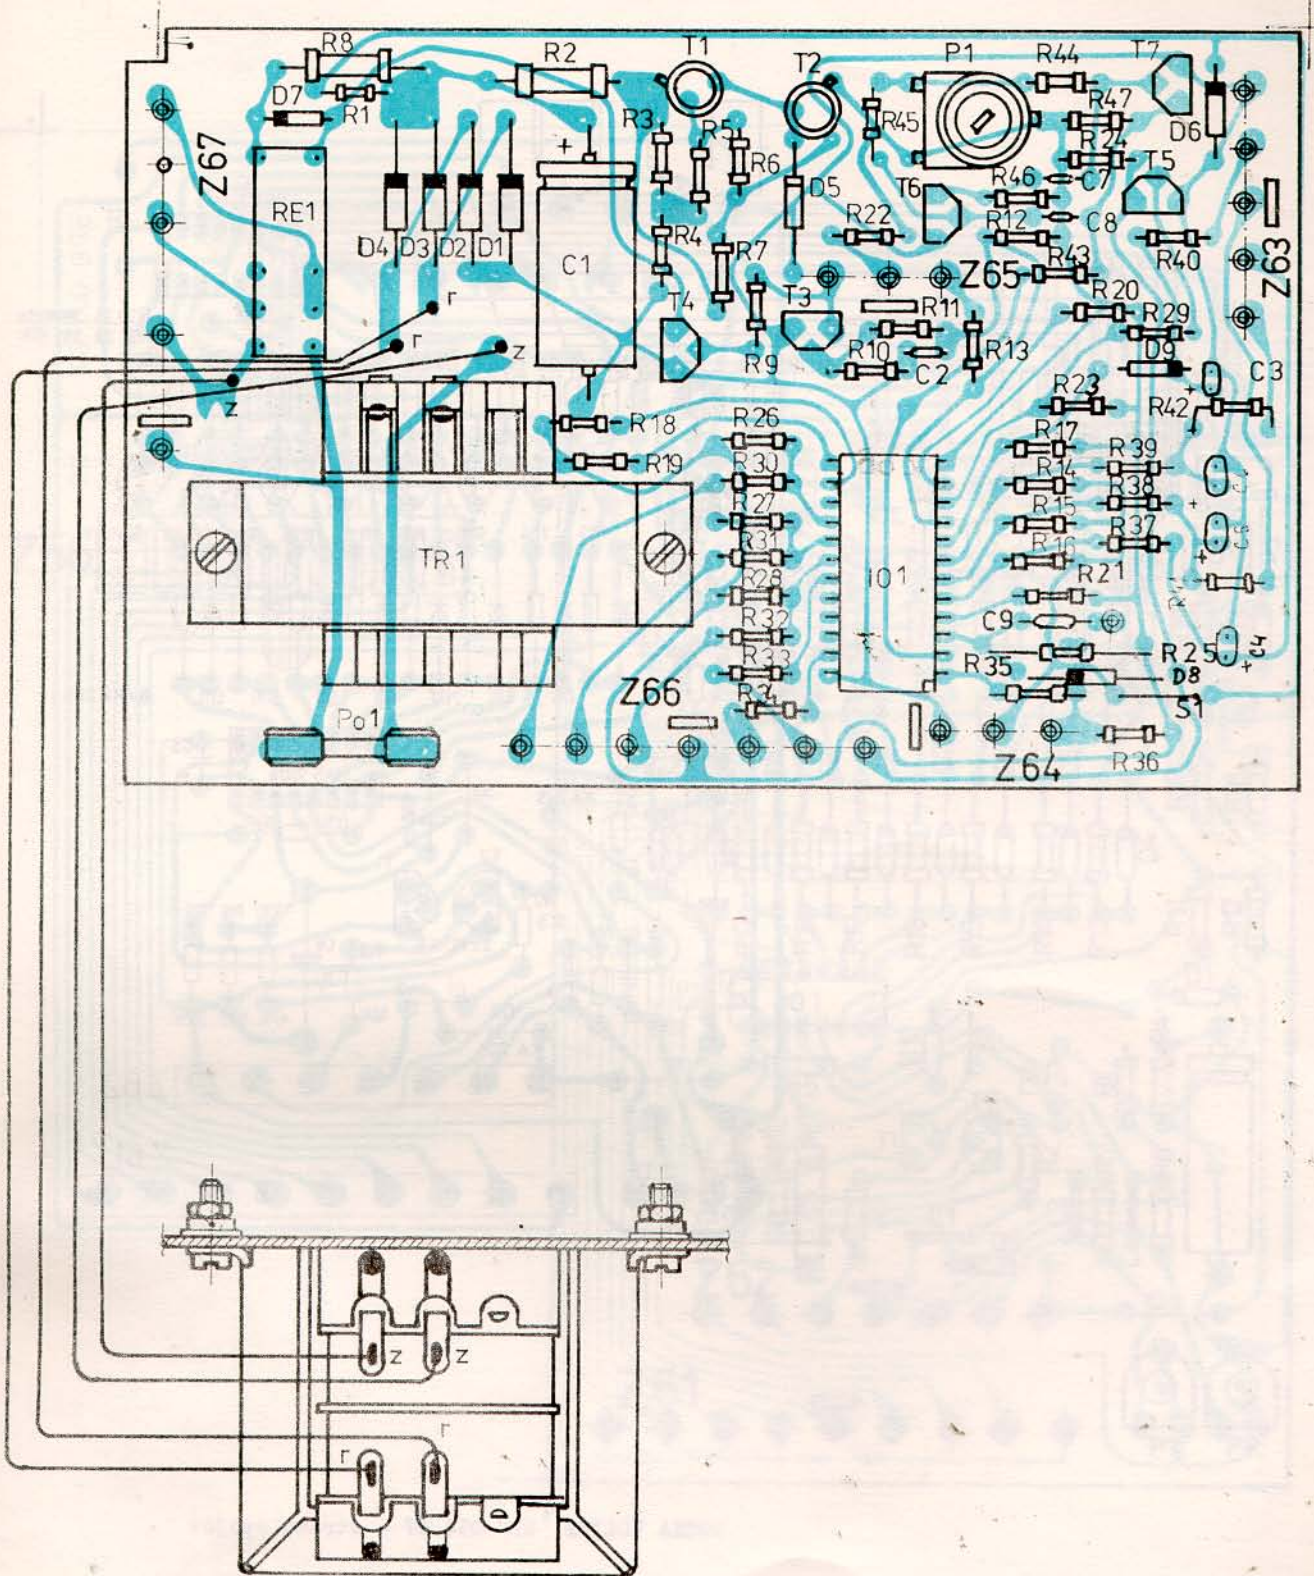 R8
R2
T1
T2
P1
R44
T7
D7
R1
R3
R5
R6
R45
R47
R24
D6
Z67
+
RE1
D5
R46
C7
T5
T6
D4
D3
D2
D1
C1
R4
R7
R22
R12
C8
R43
R40
Z63
Z65
r
T4
T3
R11
R20
R29
r
z
R9
R10
C2
R13
D9
C3
+
z
R18
R23
R42
R26
R17
R19
R39
R30
R14
R38
R27
R15
+
R37
TR1
R31
IO1
R16
+
R28
R21
R32
C9
R33
R35
R25
C4
+
D8
Z66
R34
S1
Po1
Z64
R36
z
z
r
r